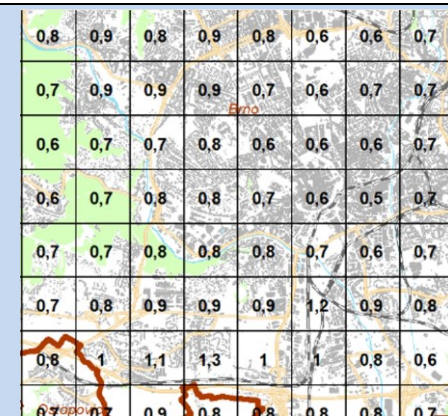 0,8 0,9 0,8 0,9 0,8 0,6 0,6 0,7
0,7 0,9 0,9 0,9 0,7 0,6 0,7 0,7
Brno
0,6 0,7 0,7 0,8 0,6 0,6 0,6 0,7
0,6 0,7 0,8 0,8 0,7 0,6 0,5 0,7
0,7 0,7 0,8 0,8 0,8 0,7 0,6 0,7
0,7 0,8 0,9 0,9 0,9 1,2 0,9 0,8
0,8 1 1,1 1,3 1 1 0,8 0,6
0,9 0,8 0,8 0,8